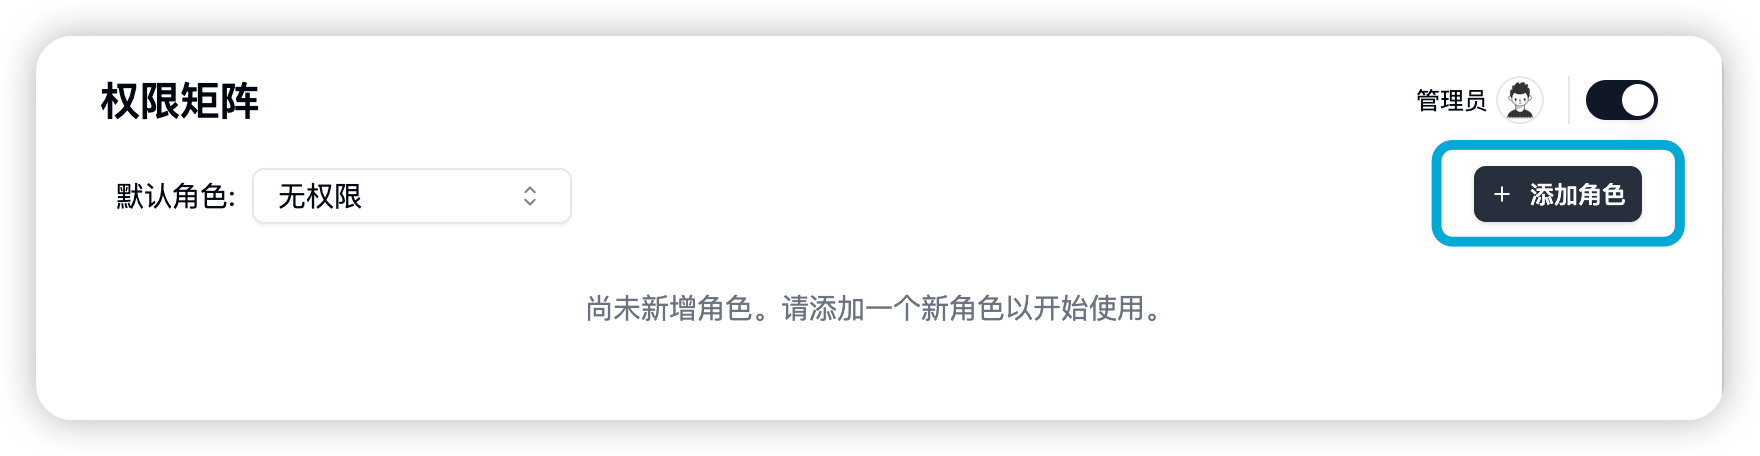 权限矩阵
管理员
默认角色:
无权限
+ 添加角色
尚未新增角色。请添加一个新角色以开始使用。